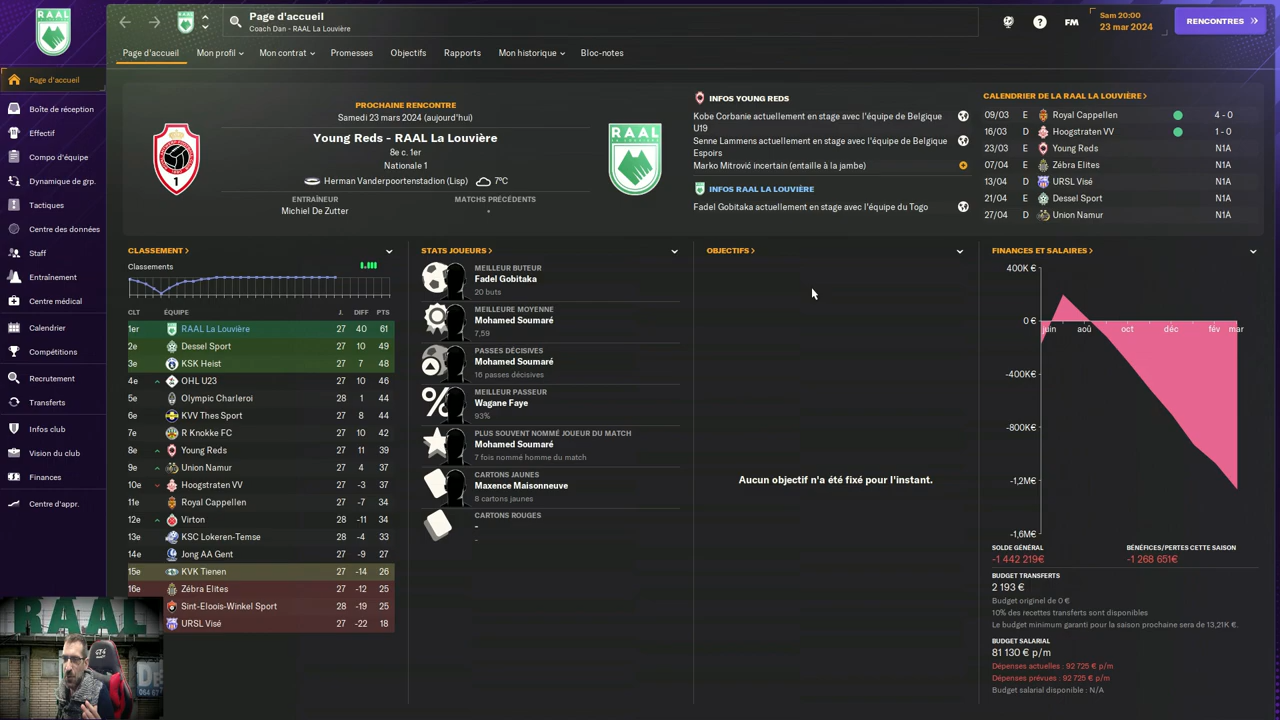 RAAL
Page d'accueil
Coach Dan - RAAL La Louvière
FM
Sam 20:00
23 mar 2024
RENCONTRES
Page d'accueil
Mon profil
Mon contrat
Promesses
Objectifs
Rapports
Mon historique
Bloc-notes
Page d'accueil
Boîte de réception
Effectif
Compo d'équipe
Dynamique de grp.
Tactiques
Centre des données
Staff
Entraînement
Centre médical
Calendrier
Compétitions
Recrutement
Transferts
Infos club
Vision du club
Finances
Centre d'appr.
PROCHAINE RENCONTRE
Samedi 23 mars 2024 (aujourd'hui)
Young Reds - RAAL La Louvière
8e c. 1er
Nationale 1
Herman Vanderpoortenstadion (Lisp) 7°C
ENTRAÎNEUR
Michiel De Zutter
MATCHS PRÉCÉDENTS
-
1
RAAL
INFOS YOUNG REDS
Kobe Corbanie actuellement en stage avec l'équipe de Belgique
U19
Senne Lammens actuellement en stage avec l'équipe de Belgique
Espoirs
Marko Mitrović incertain (entaille à la jambe)
INFOS RAAL LA LOUVIÈRE
Fadel Gobitaka actuellement en stage avec l'équipe du Togo
CALENDRIER DE LA RAAL LA LOUVIÈRE
09/03 E Royal Cappellen 4 - 0
16/03 D Hoogstraten VV 1 - 0
23/03 E Young Reds N1A
07/04 E Zébra Elites N1A
13/04 D URSL Visé N1A
21/04 E Dessel Sport N1A
27/04 D Union Namur N1A
CLASSEMENT
Classements
CLT ÉQUIPE J. DIFF PTS
1er RAAL La Louvière 27 40 61
2e Dessel Sport 27 10 49
3e KSK Heist 27 7 48
4e OHL U23 27 10 46
5e Olympic Charleroi 28 1 44
6e KVV Thes Sport 27 8 44
7e R Knokke FC 27 10 42
8e Young Reds 27 11 39
9e Union Namur 27 4 37
10e Hoogstraten VV 27 -3 37
11e Royal Cappellen 27 -7 34
12e Virton 28 -11 34
13e KSC Lokeren-Temse 28 -4 33
14e Jong AA Gent 27 -9 27
15e KVK Tienen 27 -14 26
16e Zébra Elites 27 -12 25
Sint-Eloois-Winkel Sport 28 -19 25
URSL Visé 27 -22 18
STATS JOUEURS
MEILLEUR BUTEUR
Fadel Gobitaka
20 buts
MEILLEURE MOYENNE
Mohamed Soumaré
7,59
PASSES DÉCISIVES
Mohamed Soumaré
16 passes décisives
MEILLEUR PASSEUR
Wagane Faye
93%
PLUS SOUVENT NOMMÉ JOUEUR DU MATCH
Mohamed Soumaré
7 fois nommé homme du match
CARTONS JAUNES
Maxence Maisonneuve
8 cartons jaunes
CARTONS ROUGES
-
-
OBJECTIFS
Aucun objectif n'a été fixé pour l'instant.
FINANCES ET SALAIRES
400K €
0 €
-400K€
-800K€
-1,2M€
-1,6M€
juin aoû oct déc fév mar
SOLDE GÉNÉRAL
-1 442 219€
BÉNÉFICES/PERTES CETTE SAISON
-1 268 651€
BUDGET TRANSFERTS
2 193 €
Budget originel de 0 €
10% des recettes transferts sont disponibles
Le budget minimum garanti pour la saison prochaine sera de 13,21K €.
BUDGET SALARIAL
81 130 € p/m
Dépenses actuelles : 92 725 € p/m
Dépenses prévues : 92 725 € p/m
Budget salarial disponible : N/A
RAAL